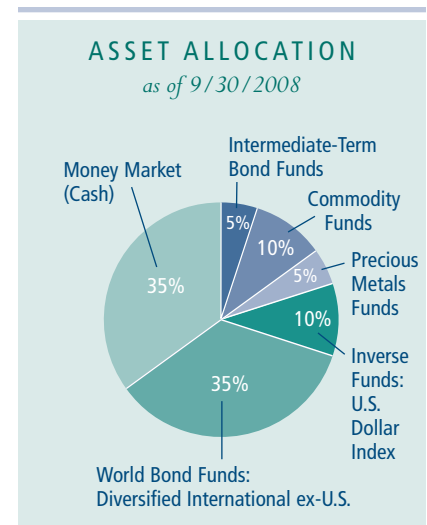 ASSET ALLOCATION
as of 9/30/2008
Intermediate-Term
Bond Funds
Money Market
(Cash)
Commodity
Funds
5%
10%
Precious
Metals
Funds
5%
35%
10%
Inverse
Funds:
U.S.
Dollar
Index
35%
World Bond Funds:
Diversified International ex-U.S.